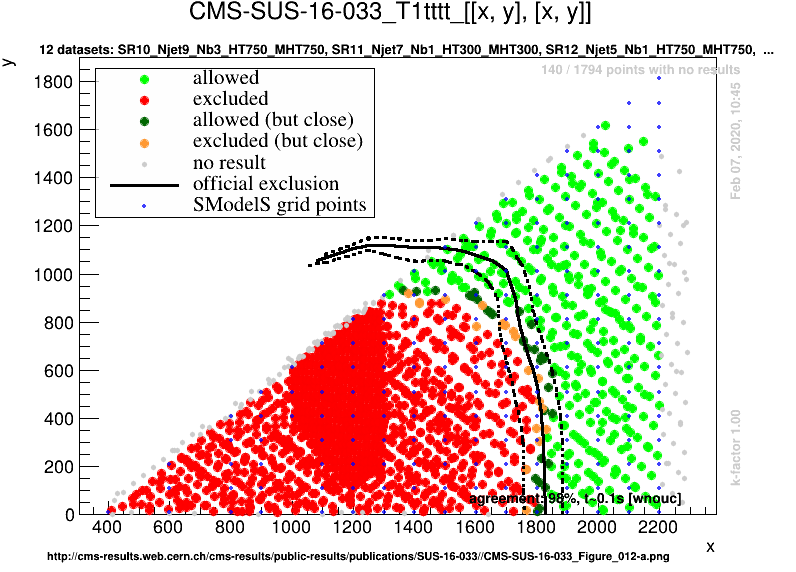 CMS-SUS-16-033_T1tttt_[[x, y], [x, y]]
12 datasets: SR10_Njet9_Nb3_HT750_MHT750, SR11_Njet7_Nb1_HT300_MHT300, SR12_Njet5_Nb1_HT750_MHT750, ...
y
140 / 1794 points with no results
allowed
excluded
allowed (but close)
excluded (but close)
no result
official exclusion
SModelS grid points
Feb 07, 2020, 10:45
k-factor 1.00
1800
1600
1400
1200
1000
800
600
400
200
0
agreement: 98%, t~0.1s [wnouc]
400 600 800 1000 1200 1400 1600 1800 2000 2200
x
http://cms-results.web.cern.ch/cms-results/public-results/publications/SUS-16-033//CMS-SUS-16-033_Figure_012-a.png